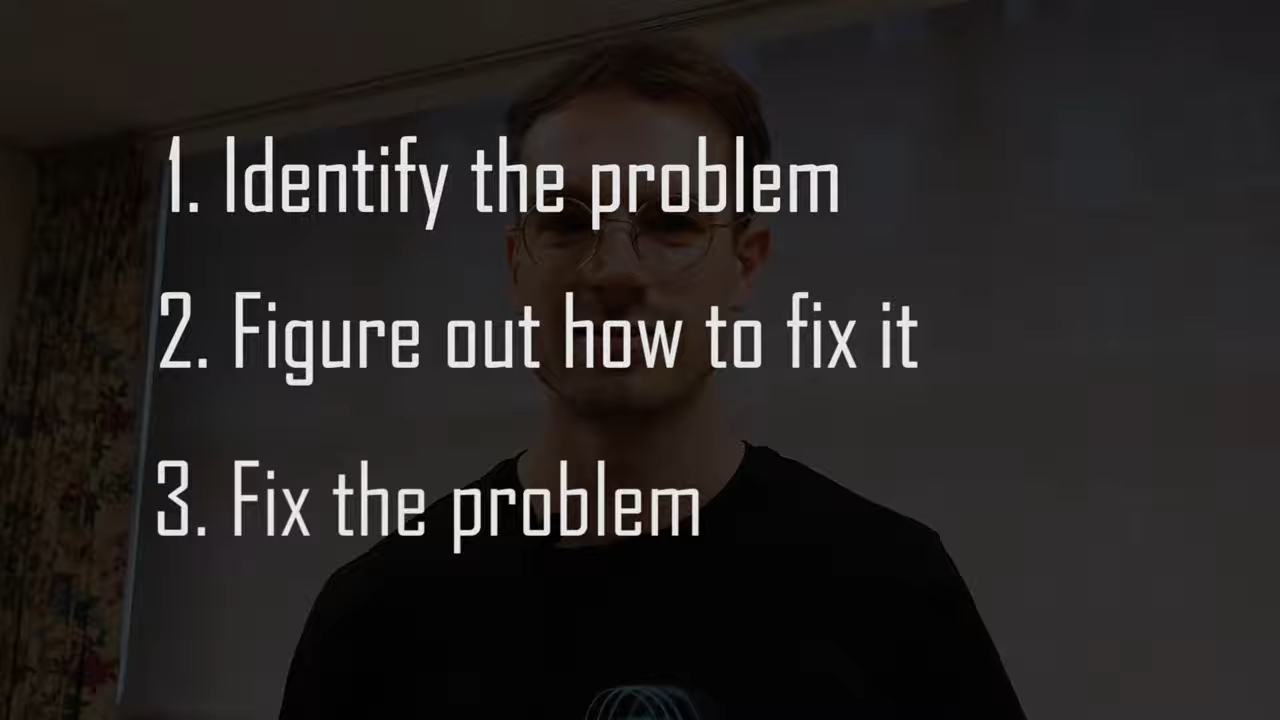 1. Identify the problem
2. Figure out how to fix it
3. Fix the problem